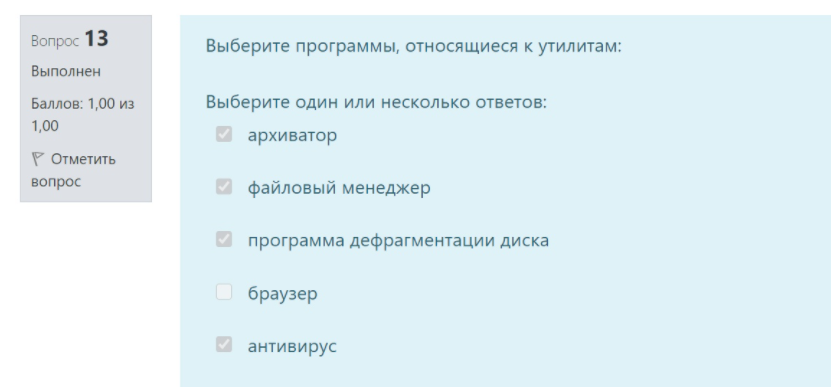 Вопрос 13
Выполнен
Баллов: 1,00 из
1,00
Отметить
вопрос
Выберите программы, относящиеся к утилитам:
Выберите один или несколько ответов:
архиватор
файловый менеджер
программа дефрагментации диска
браузер
антивирус